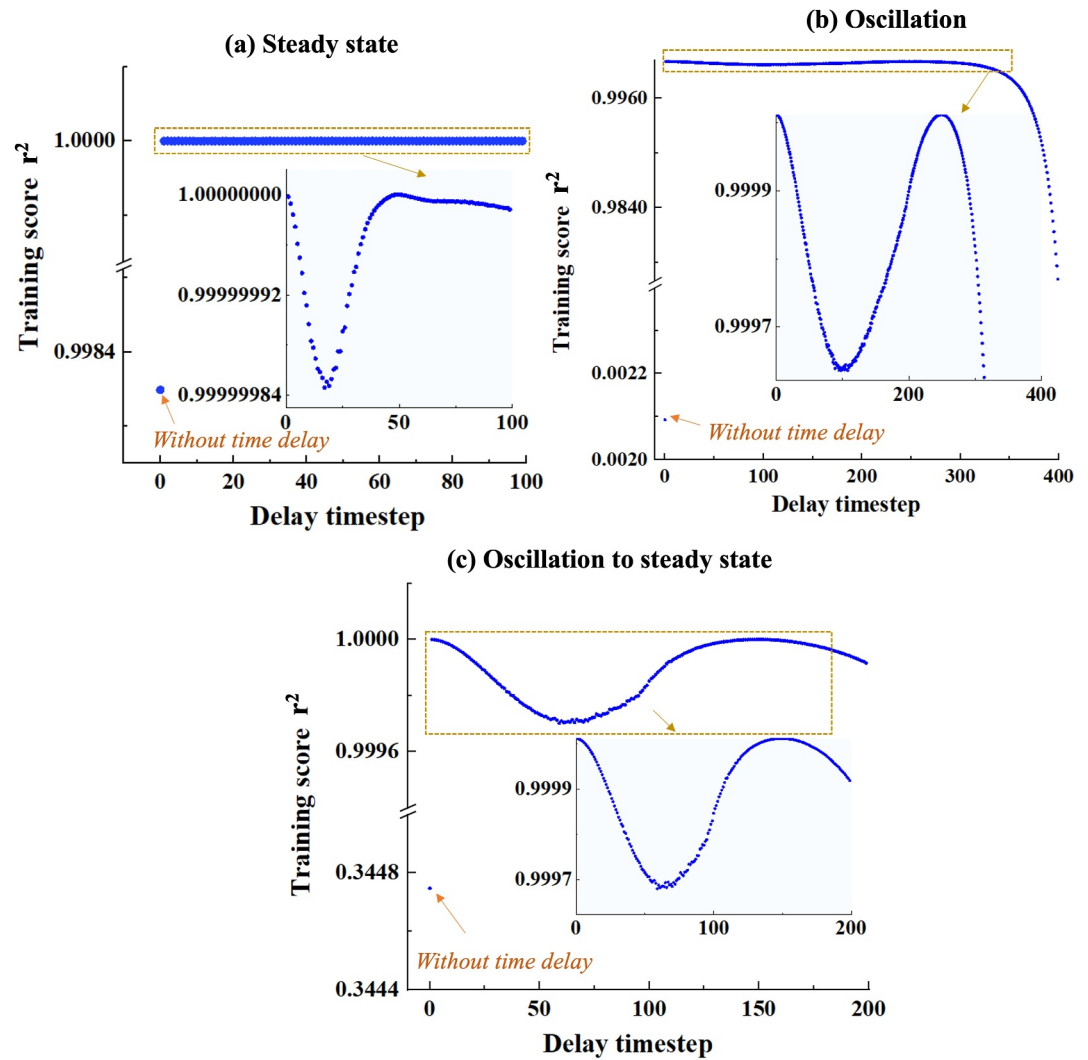 (a) Steady state
Training score r²
1.0000
0.9984
1.00000000
0.99999992
0.99999984
0 50 100
Without time delay
0 20 40 60 80 100
Delay timestep
(b) Oscillation
Training score r²
0.9960
0.9840
0.0022
0.0020
0.9999
0.9997
0 200 400
Without time delay
0 100 200 300 400
Delay timestep
(c) Oscillation to steady state
Training score r²
1.0000
0.9996
0.3448
0.3444
0.9999
0.9997
0 100 200
Without time delay
0 50 100 150 200
Delay timestep